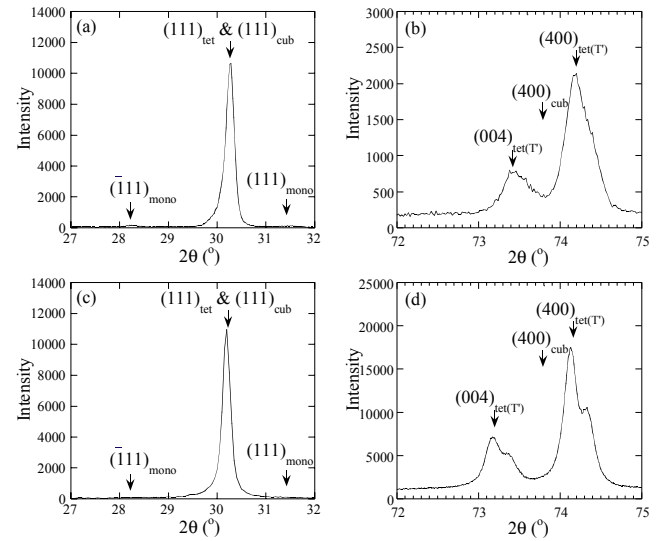 (a)
(111)tet & (111)cub
(1̄11)mono
(111)mono
Intensity
14000
12000
10000
8000
6000
4000
2000
0
27 28 29 30 31 32
2θ (°)
(b)
(400)tet(T')
(400)cub
(004)tet(T')
Intensity
3000
2500
2000
1500
1000
500
0
72 73 74 75
2θ (°)
(c)
(111)tet & (111)cub
(1̄11)mono
(111)mono
Intensity
14000
12000
10000
8000
6000
4000
2000
0
27 28 29 30 31 32
2θ (°)
(d)
(400)tet(T')
(400)cub
(004)tet(T')
Intensity
25000
20000
15000
10000
5000
0
72 73 74 75
2θ (°)